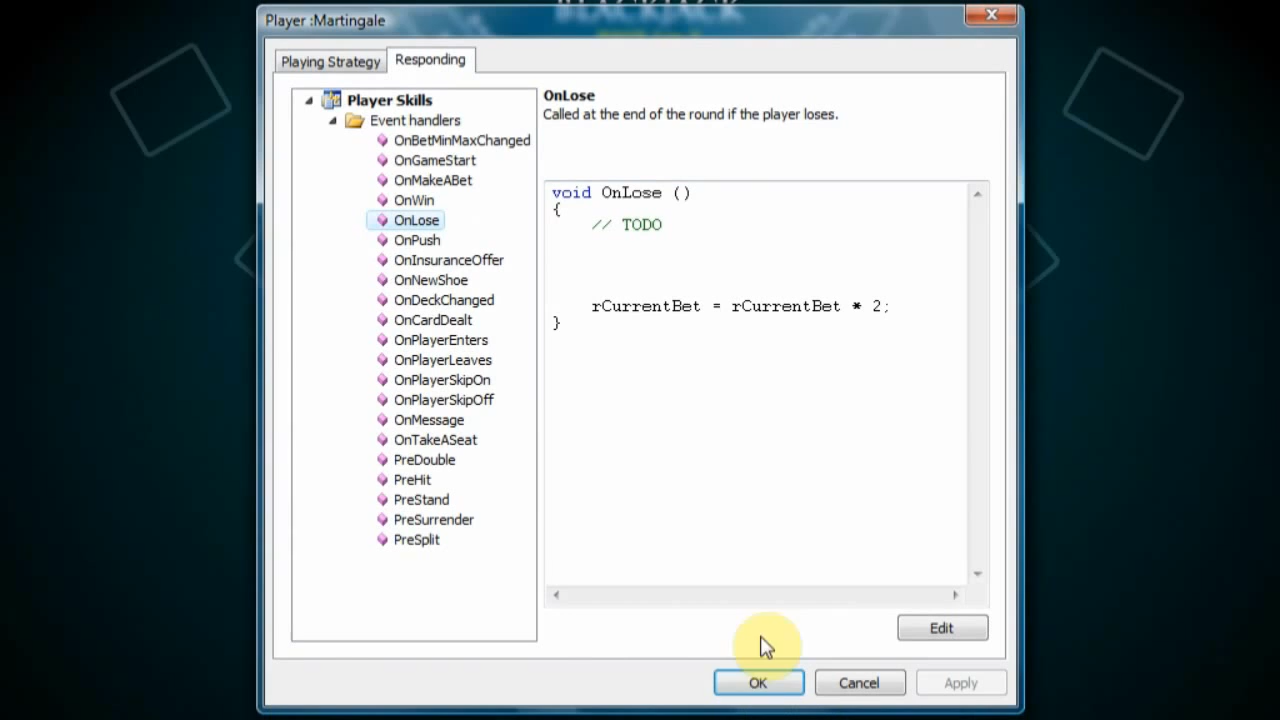 BLACKJACK
Player :Martingale
Playing Strategy
Responding
Player Skills
Event handlers
OnBetMinMaxChanged
OnGameStart
OnMakeABet
OnWin
OnLose
OnPush
OnInsuranceOffer
OnNewShoe
OnDeckChanged
OnCardDealt
OnPlayerEnters
OnPlayerLeaves
OnPlayerSkipOn
OnPlayerSkipOff
OnMessage
OnTakeASeat
PreDouble
PreHit
PreStand
PreSurrender
PreSplit
OnLose
Called at the end of the round if the player loses.
void OnLose ()
{
// TODO
rCurrentBet = rCurrentBet * 2;
}
Edit
OK
Cancel
Apply